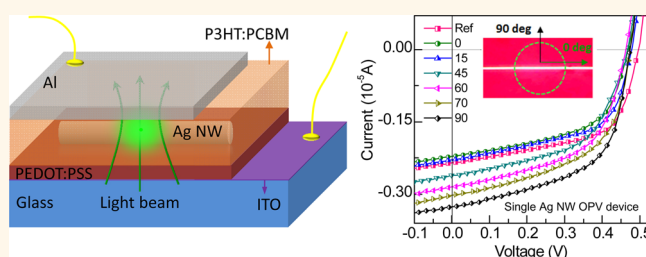 P3HT:PCBM
Al
Ag NW
PEDOT:PSS
Glass
Light beam
ITO
Current (10⁻⁵A)
0.00
-0.15
-0.30
Ref
0
15
45
60
70
90
90 deg
0 deg
Single Ag NW OPV device
-0.1 0.0 0.1 0.2 0.3 0.4 0.5
Voltage (V)